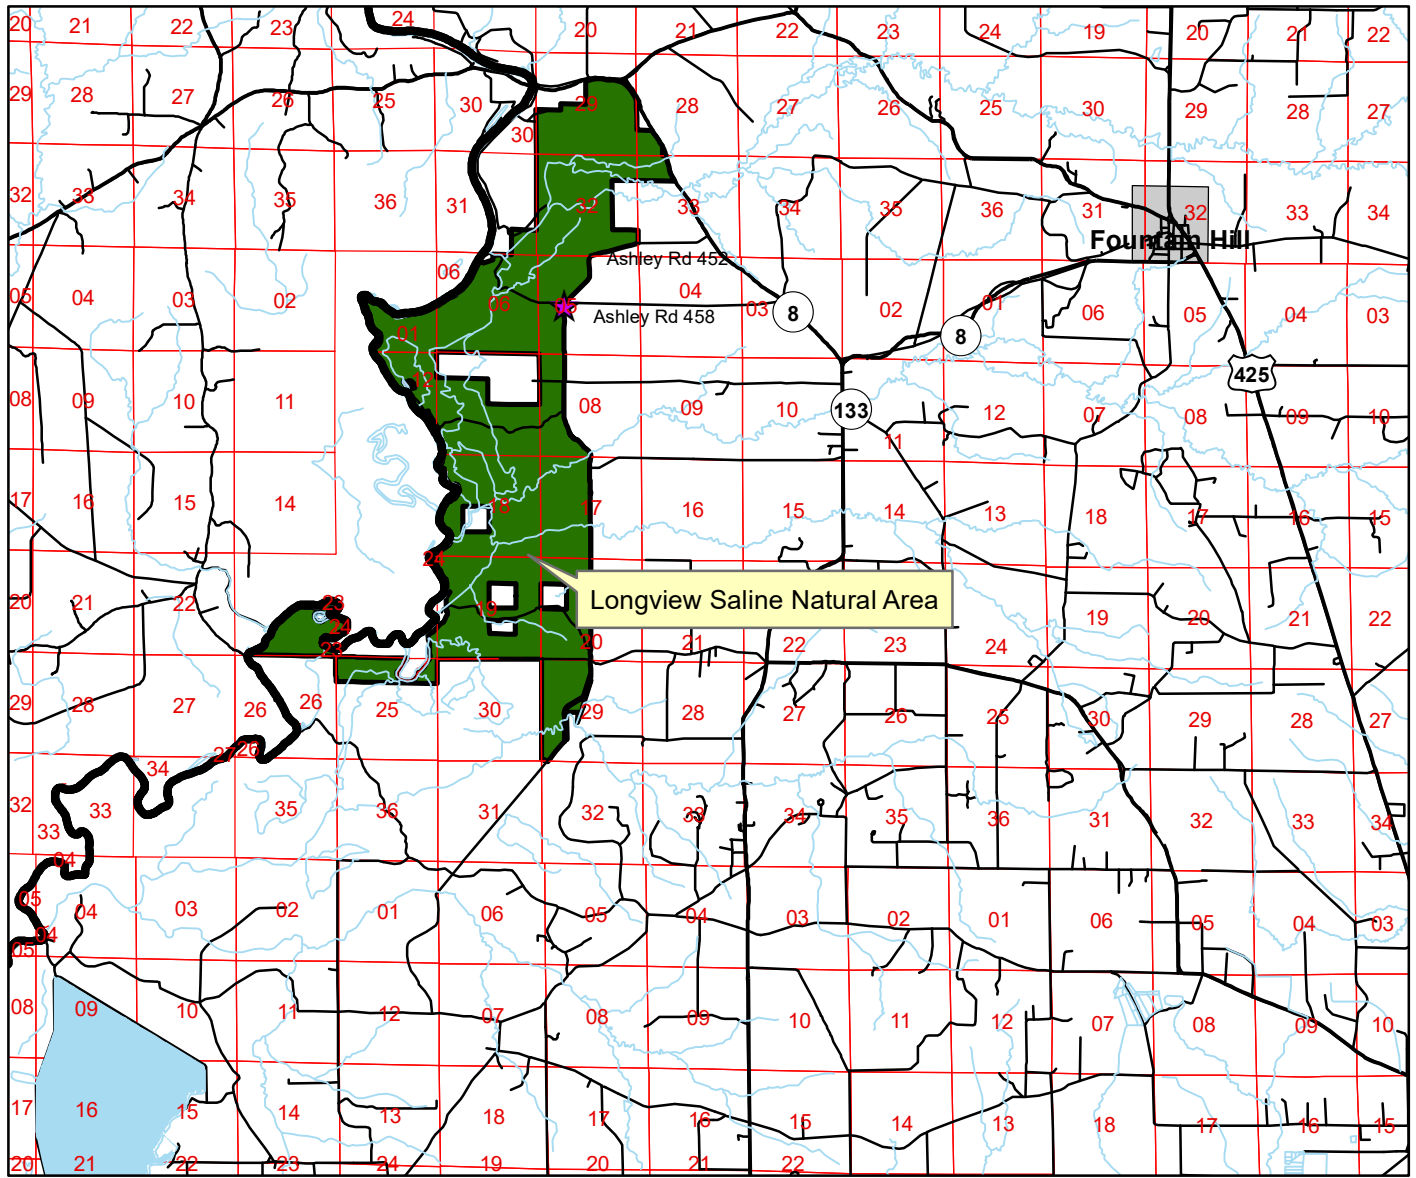 20 21 22 23 24 20 21 22 23 24 19 20 21 22
29 28 27 26 25 30 29 28 27 26 25 30 29 28 27
30
32 33 34 35 36 31 32 33 34 35 36 31 32 33 34
Fountain Hill
Ashley Rd 452
06
05 04 03 02 06 05 04 03 02 01 06 05 04 03
Ashley Rd 458
8
8
01
425
12
08 09 10 11 08 09 10 12 07 08 09 10
133
11
17 16 15 14 18 17 16 15 14 13 18 17 16 15
24
Longview Saline Natural Area
20 21 22 23 19 19 20 21 22
24
23 20 21 22 23 24
29 28 27 26 26 25 30 29 28 27 26 25 30 29 28 27
27 26
34
32 33 35 36 31 32 33 34 35 36 31 32 33 34
33
04
05 04 03 02 01 06 05 04 03 02 01 06 05 04 03
04
05
08 09 10 11 12 07 08 09 10 11 12 07 08 09 10
17 16 15 14 13 18 17 16 15 14 13 18 17 16 15
20 21 22 23 24 19 20 21 22